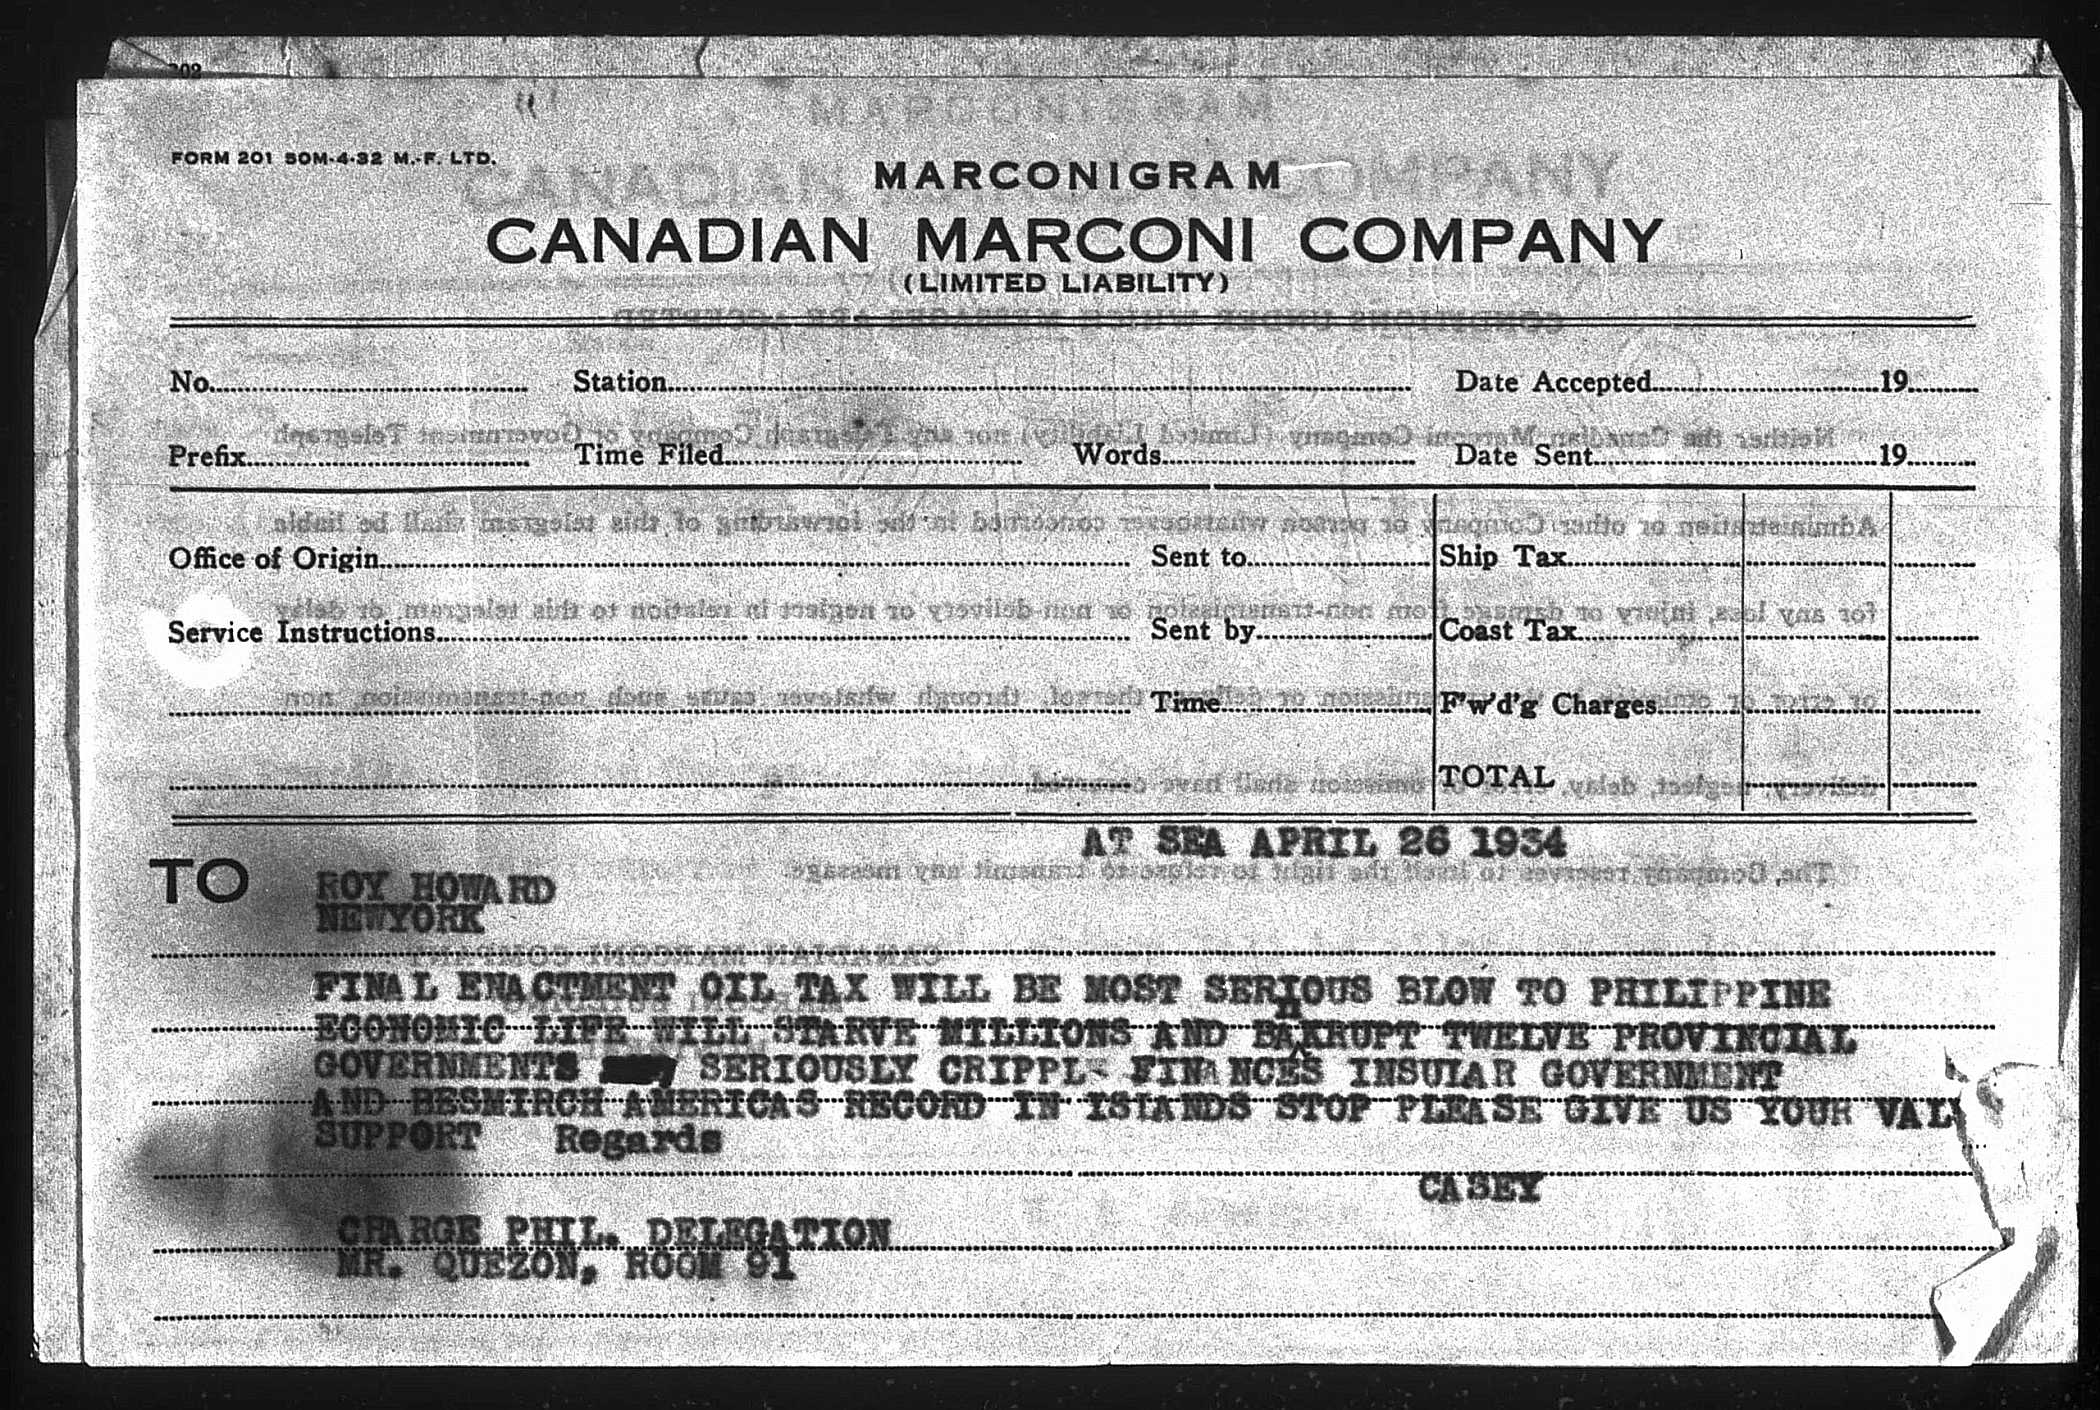 FORM 201 50M-4-32 M.-F. LTD.
MARCONIGRAM
CANADIAN MARCONI COMPANY
(LIMITED LIABILITY)
No. Station Date Accepted 19
Prefix Time Filed Words Date Sent 19
Office of Origin Sent to Ship Tax
Service Instructions Sent by Coast Tax
Time F'w'd'g Charges
TOTAL
AT SEA APRIL 26 1934
TO ROY HOWARD
NEWYORK
FINAL ENACTMENT OIL TAX WILL BE MOST SERIOUS BLOW TO PHILIPPINE
ECONOMIC LIFE WILL STARVE MILLIONS AND BANKRUPT TWELVE PROVINCIAL
GOVERNMENTS SERIOUSLY CRIPPLE FINANCES INSULAR GOVERNMENT
AND BESMIRCH AMERICAS RECORD IN ISLANDS STOP PLEASE GIVE US YOUR
SUPPORT Regards
CASEY
CHARGE PHIL. DELEGATION
MR. QUEZON, ROOM 91